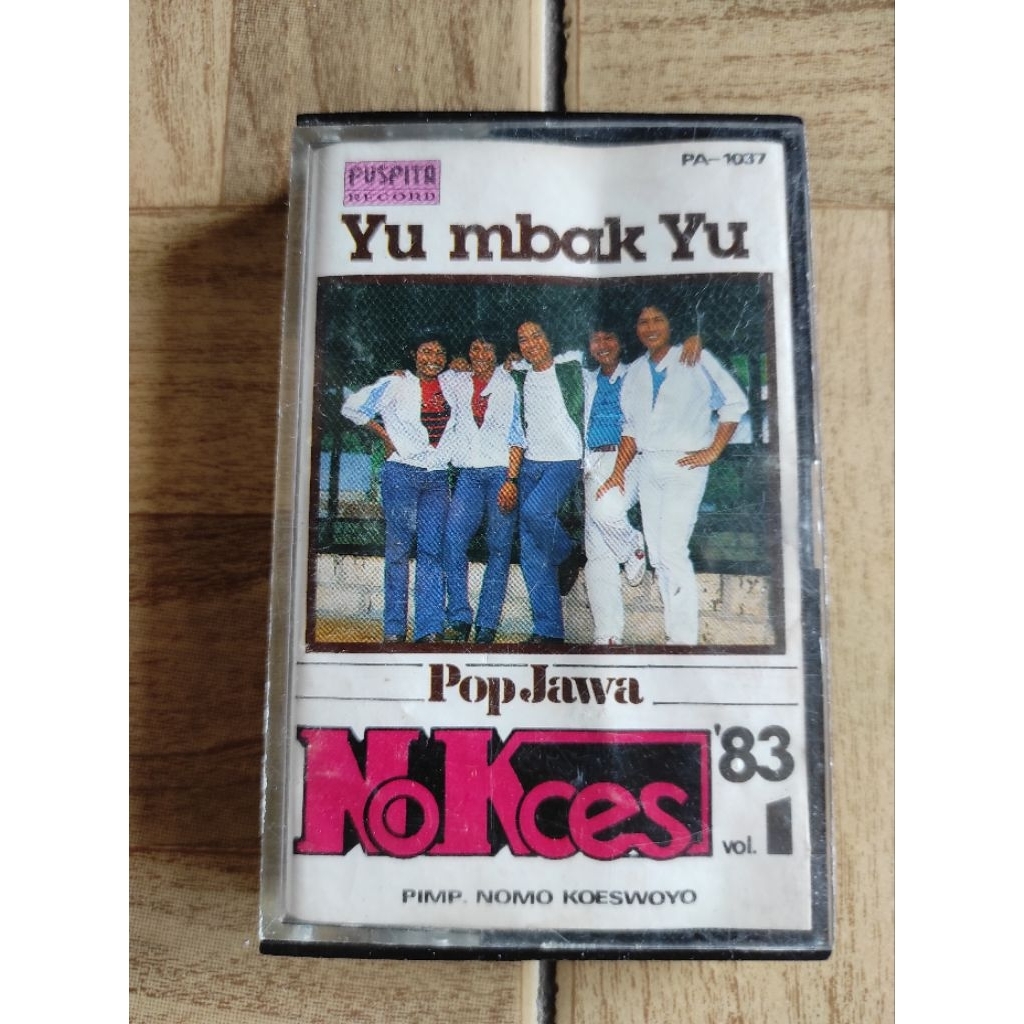 PUSPITA
RECORD
PA-1037
Yu mbak Yu
Pop Jawa
NoKoes
'83
vol. 1
PIMP. NOMO KOESWOYO